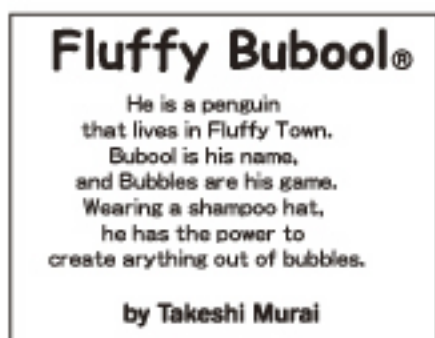 Fluffy Bubool®
He is a penguin
that lives in Fluffy Town.
Bubool is his name,
and Bubbles are his game.
Wearing a shampoo hat,
he has the power to
create arything out of bubbles.
by Takeshi Murai